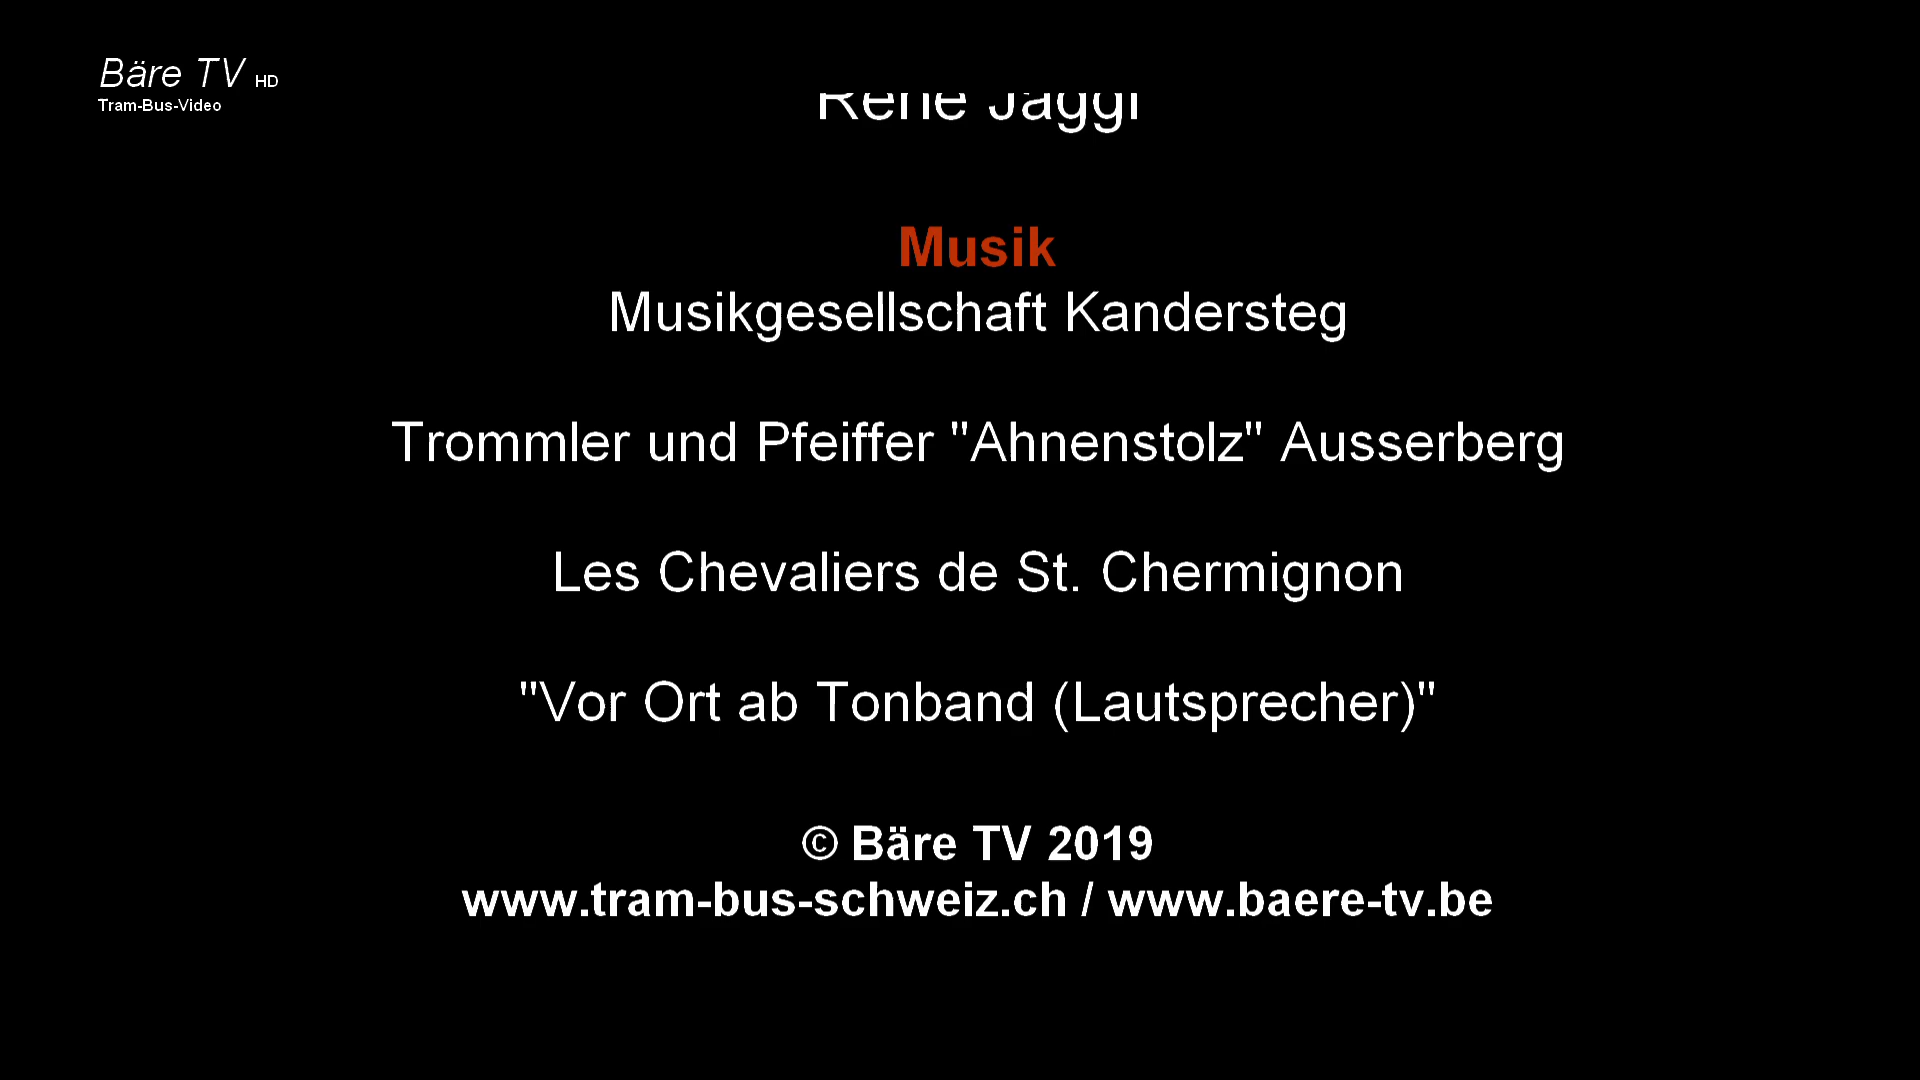 Bäre TV HD
Tram-Bus-Video
Musik
Musikgesellschaft Kandersteg
Trommler und Pfeiffer "Ahnenstolz" Ausserberg
Les Chevaliers de St. Chermignon
"Vor Ort ab Tonband (Lautsprecher)"
© Bäre TV 2019
www.tram-bus-schweiz.ch / www.baere-tv.be